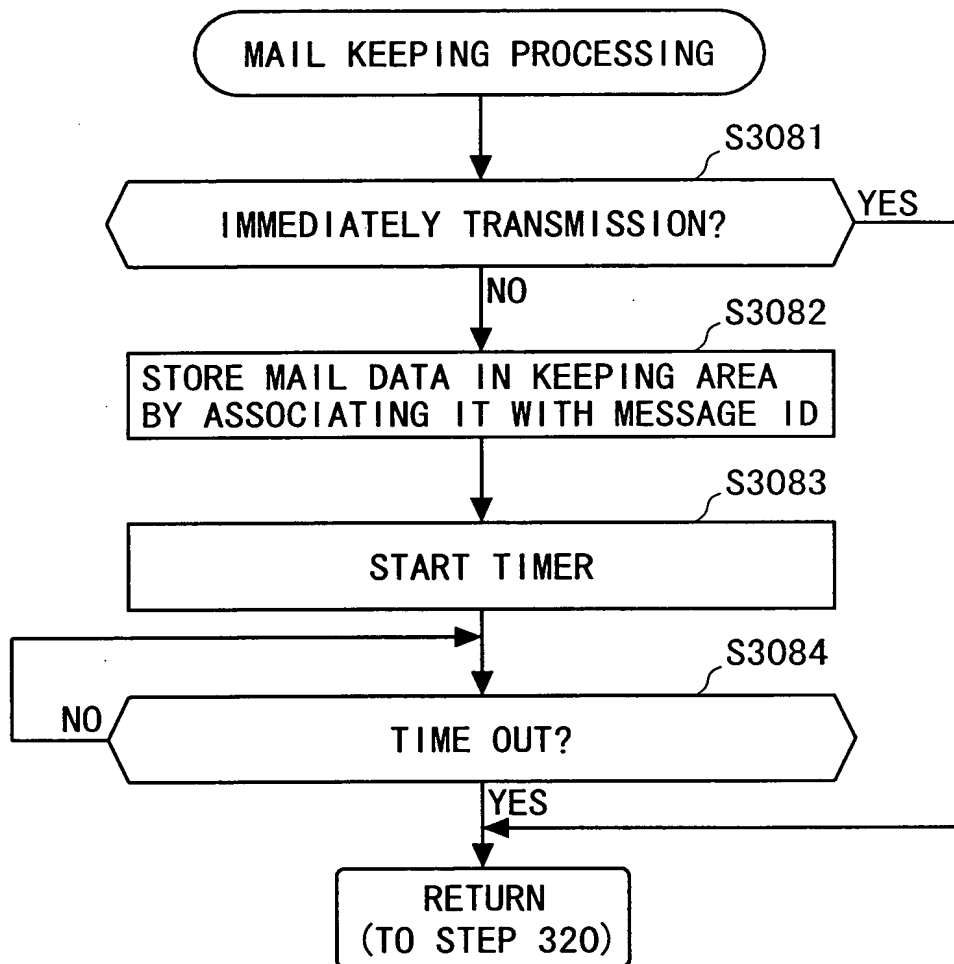 MAIL KEEPING PROCESSING
S3081
IMMEDIATELY TRANSMISSION?
YES
NO
S3082
STORE MAIL DATA IN KEEPING AREA
BY ASSOCIATING IT WITH MESSAGE ID
S3083
START TIMER
S3084
NO
TIME OUT?
YES
RETURN
(TO STEP 320)